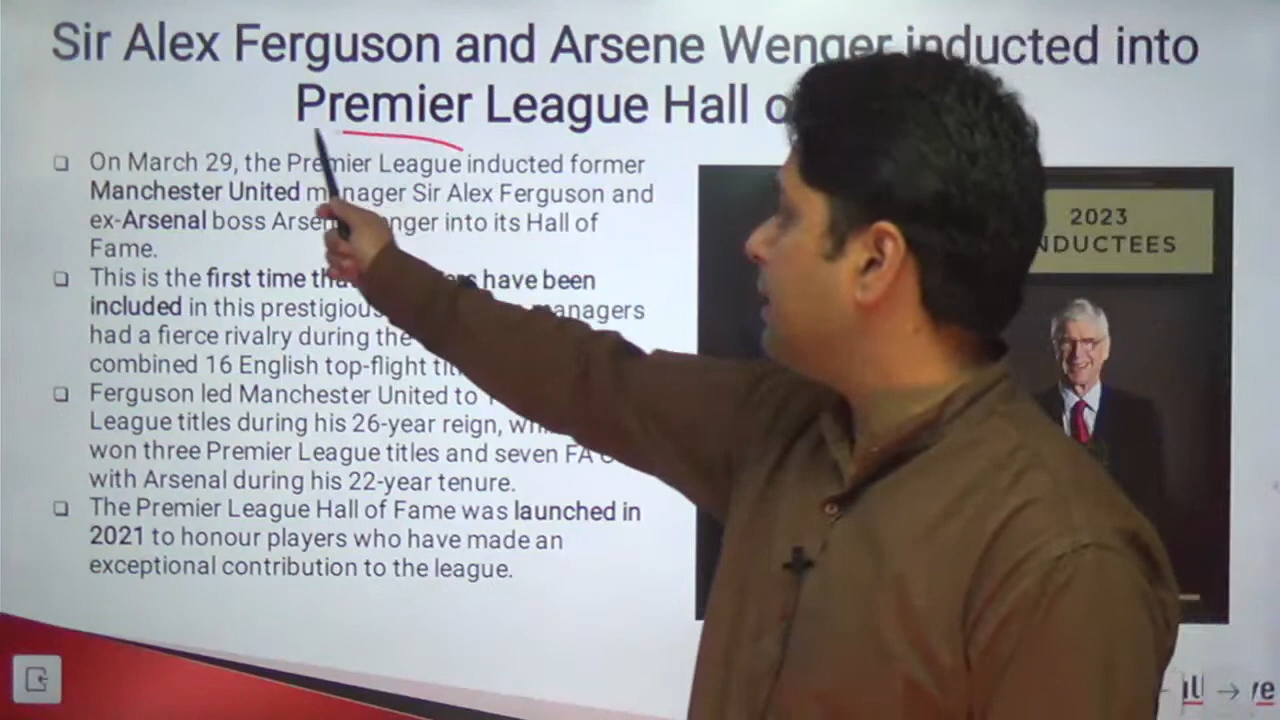 Sir Alex Ferguson and Arsene Wenger inducted into
Premier League Hall
On March 29, the Premier League inducted former
Manchester United manager Sir Alex Ferguson and
ex-Arsenal boss into its Hall of
Fame.
This is the first time have been
included in this managers
had a fierce rivalry during the
combined 16 English top-flight
Ferguson led Manchester United to
League titles during his 26-year reign,
won three Premier League titles and seven FA
with Arsenal during his 22-year tenure.
The Premier League Hall of Fame was launched in
2021 to honour players who have made an
exceptional contribution to the league.
2023